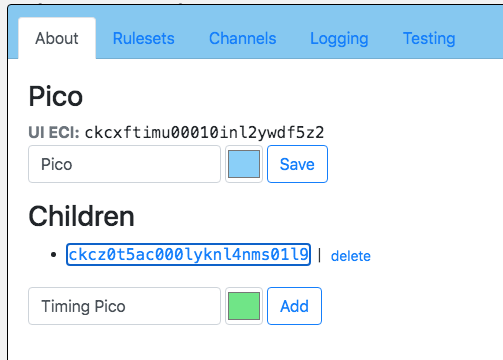 About Rulesets Channels Logging Testing
Pico
UI ECI: ckcxftimu00010inl2ywdf5z2
Pico Save
Children
• ckcz0t5ac000lyknl4nms01l9 | delete
Timing Pico Add